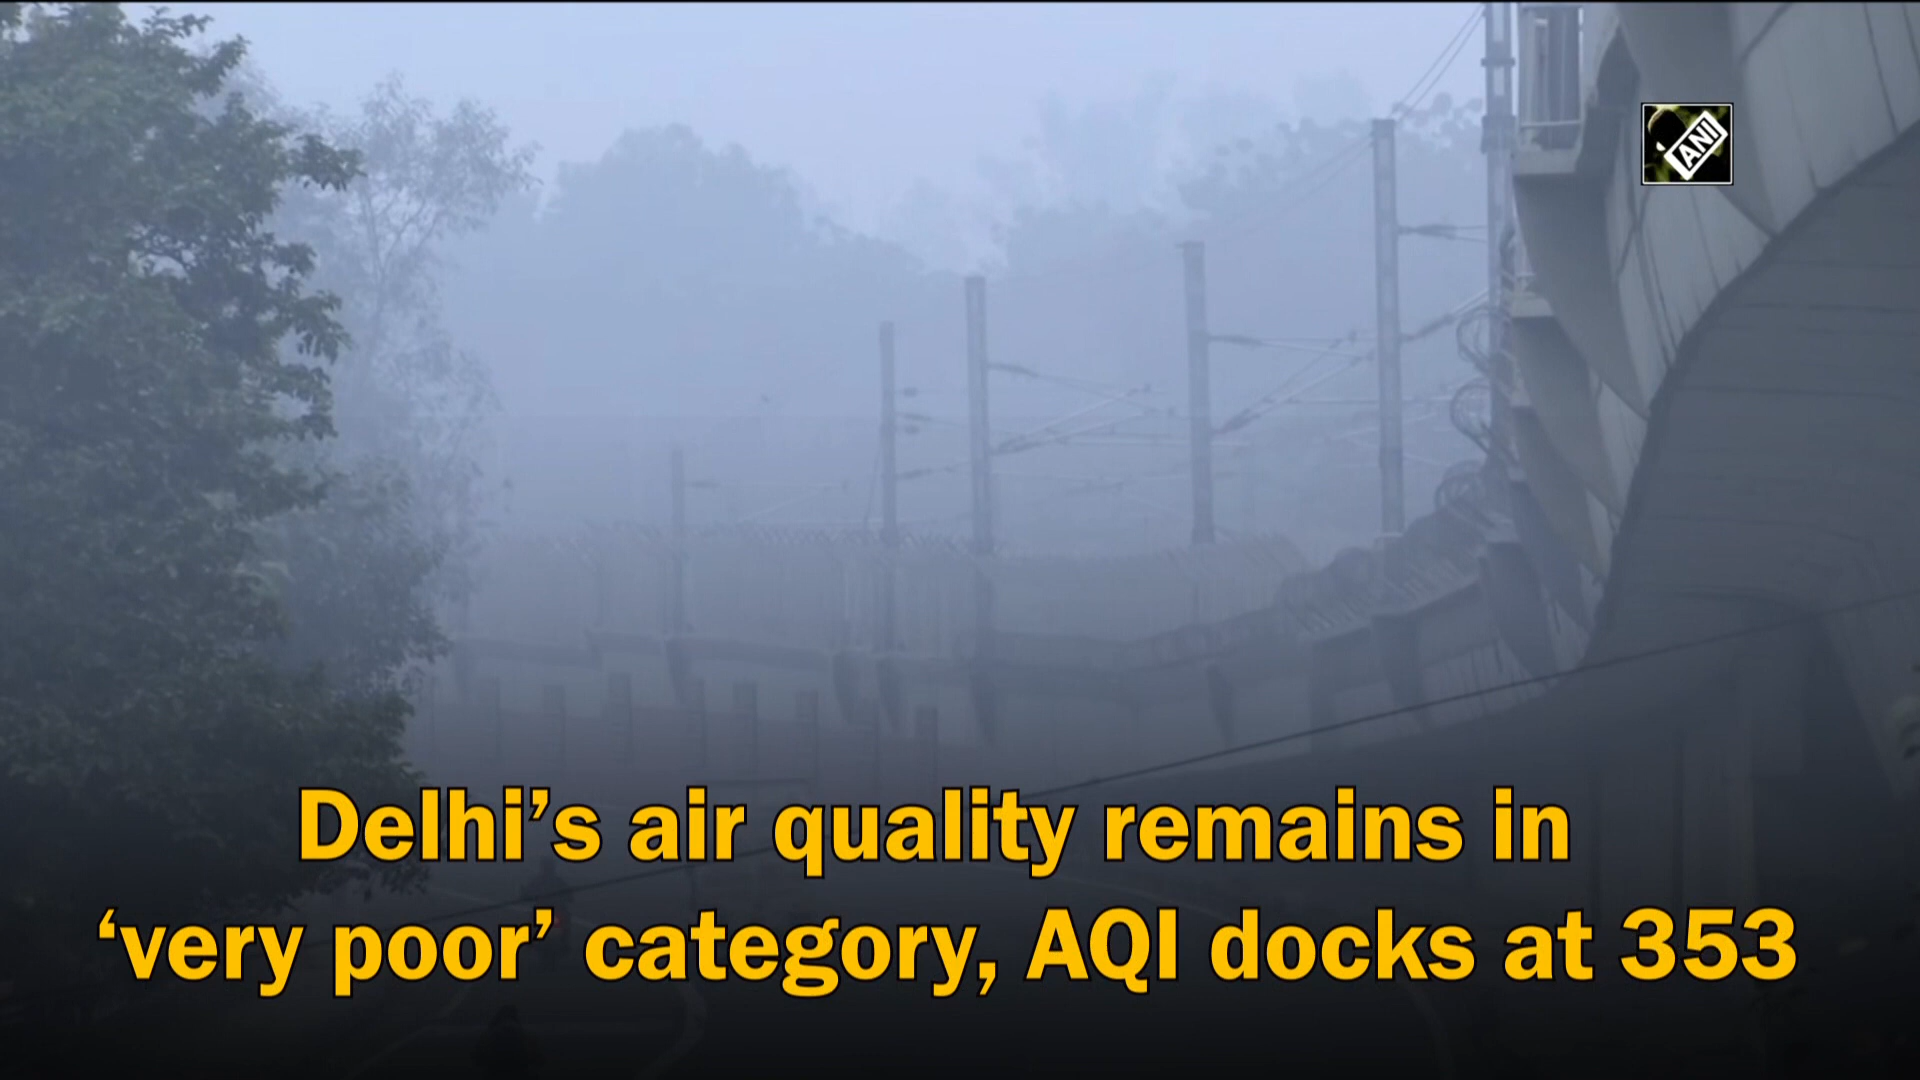 ANI
Delhi’s air quality remains in
‘very poor’ category, AQI docks at 353